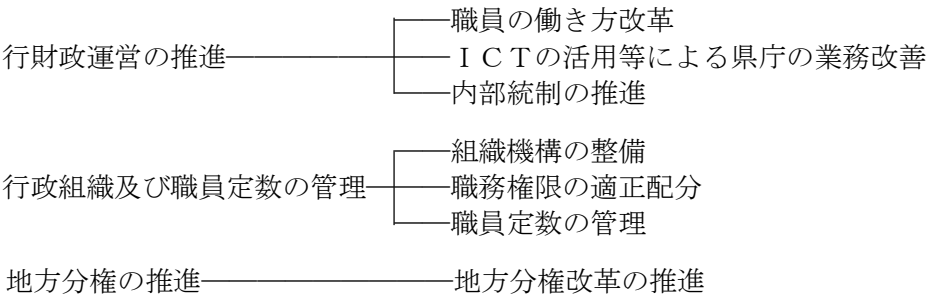 職員の働き方改革
行財政運営の推進 ＩＣＴの活用等による県庁の業務改善
内部統制の推進
組織機構の整備
行政組織及び職員定数の管理 職務権限の適正配分
職員定数の管理
地方分権の推進 地方分権改革の推進